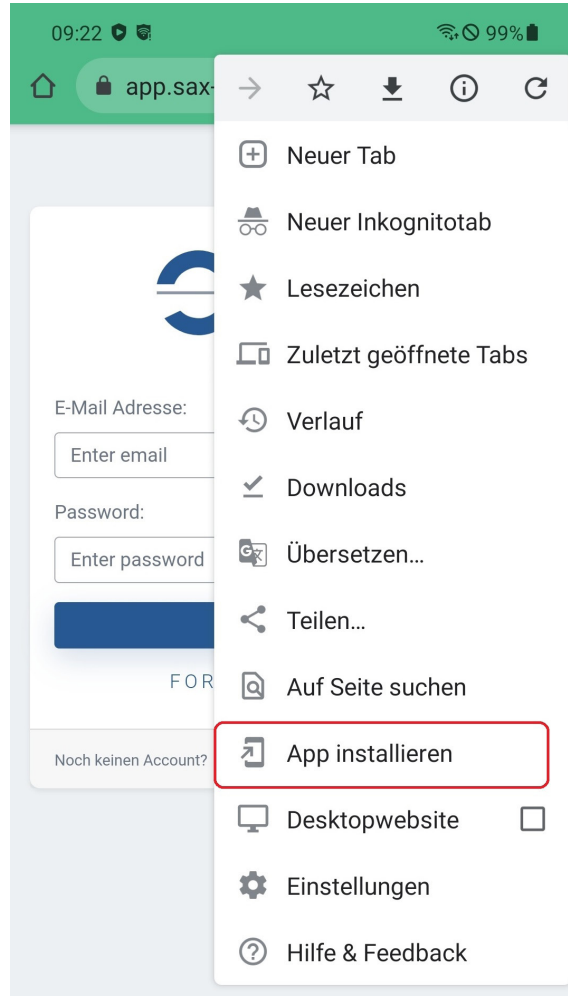 09:22
99%
app.sax-
Neuer Tab
Neuer Inkognitotab
Lesezeichen
Zuletzt geöffnete Tabs
Verlauf
Downloads
Übersetzen…
Teilen…
Auf Seite suchen
App installieren
Desktopwebsite
Einstellungen
Hilfe & Feedback
E-Mail Adresse:
Enter email
Password:
Enter password
FOR
Noch keinen Account?